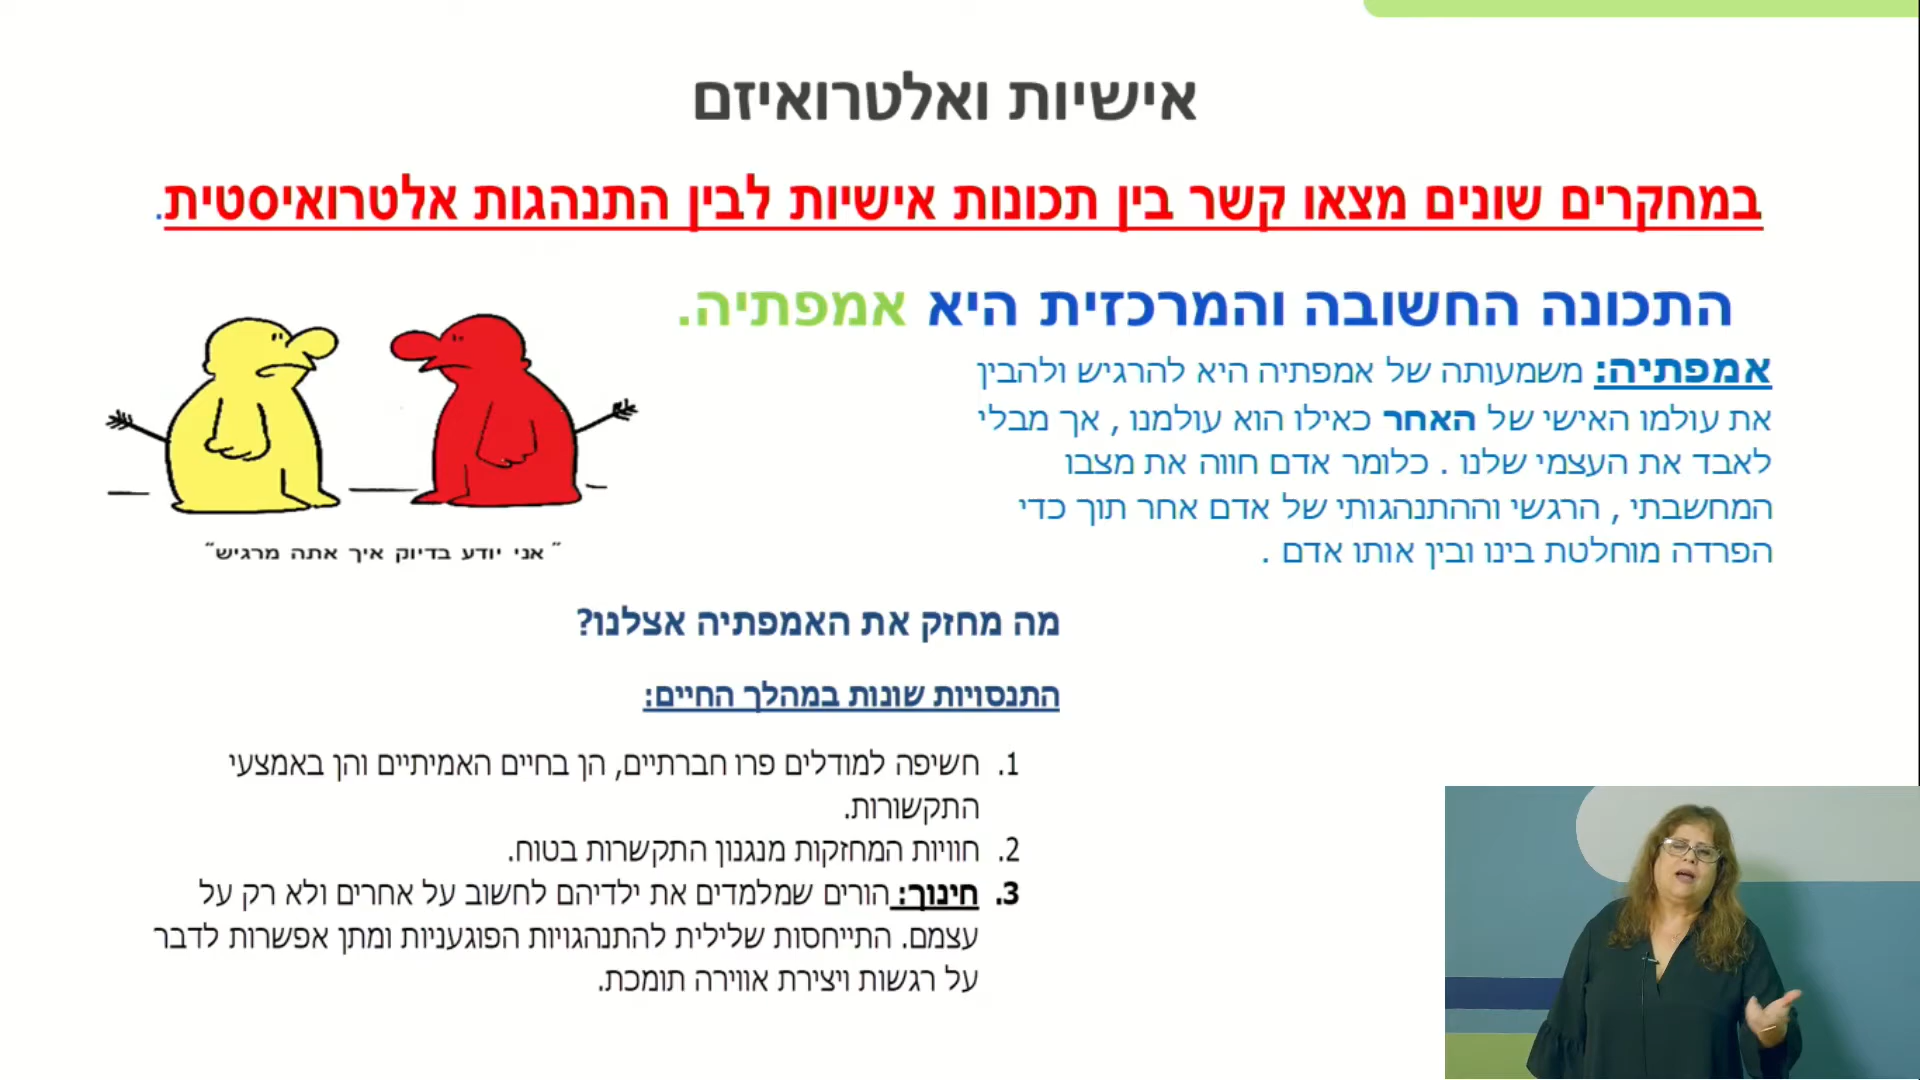 אישיות ואלטרואיזם
במחקרים שונים מצאו קשר בין תכונות אישיות לבין התנהגות אלטרואיסטית.
התכונה החשובה והמרכזית היא אמפתיה.
אמפתיה: משמעותה של אמפתיה היא להרגיש ולהבין
את עולמו האישי של האחר כאילו הוא עולמנו , אך מבלי
לאבד את העצמי שלנו . כלומר אדם חווה את מצבו
המחשבתי , הרגשי וההתנהגותי של אדם אחר תוך כדי
הפרדה מוחלטת בינו ובין אותו אדם .
"אני יודע בדיוק איך אתה מרגיש"
מה מחזק את האמפתיה אצלנו?
התנסויות שונות במהלך החיים:
1. חשיפה למודלים פרו חברתיים, הן בחיים האמיתיים והן באמצעי
התקשורות.
2. חוויות המחזקות מנגנון התקשרות בטוח.
3. חינוך: הורים שמלמדים את ילדיהם לחשוב על אחרים ולא רק על
עצמם. התייחסות שלילית להתנהגויות הפוגעניות ומתן אפשרות לדבר
על רגשות ויצירת אווירה תומכת.